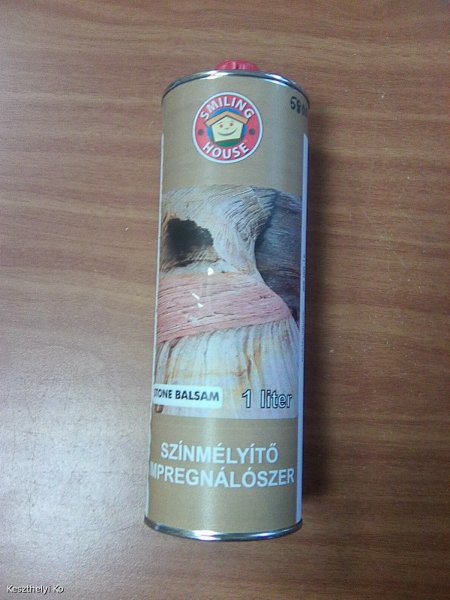 SMILING
HOUSE
STONE BALSAM
1 liter
SZÍNMÉLYÍTŐ
IMPREGNÁLÓSZER
Keszthelyi Kő